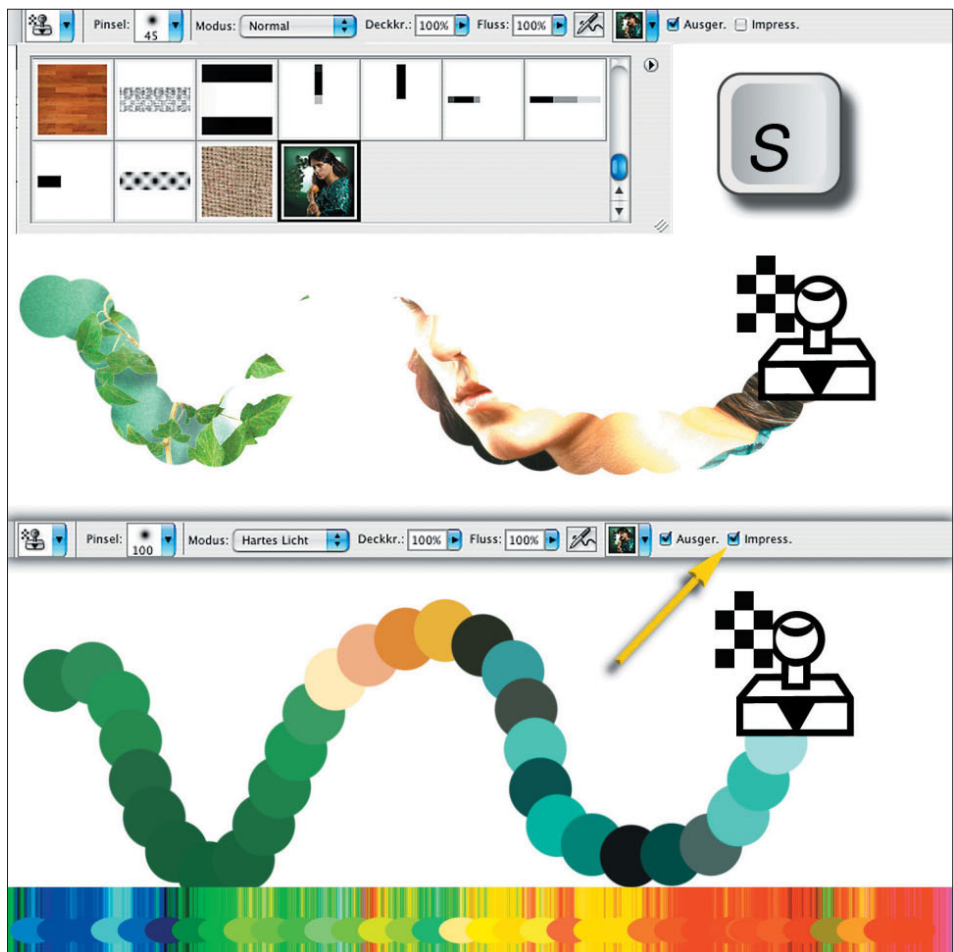 Pinsel: 45 Modus: Normal Deckkr.: 100% Fluss: 100% Ausger. Impress.
S
Pinsel: 100 Modus: Hartes Licht Deckkr.: 100% Fluss: 100% Ausger. Impress.